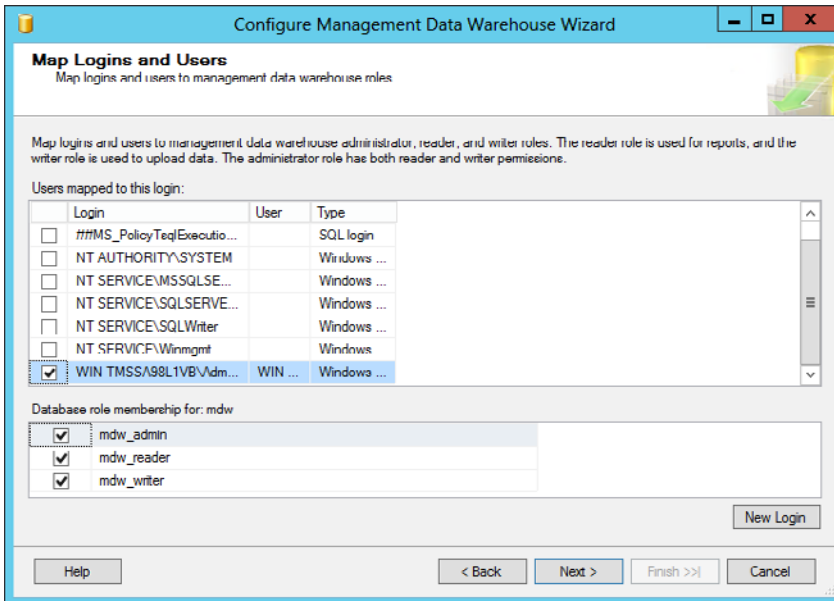 Configure Management Data Warehouse Wizard
x
Map Logins and Users
Map logins and users to management data warehouse roles
Map logins and users to management data warehouse administrator, reader, and writer roles. The reader role is used for reports, and the
writer role is used to upload data. The administrator role has both reader and writer permissions.
Users mapped to this login:
Login User Type
##MS_PolicyTsqlExecutio... SQL login
NT AUTHORITY\SYSTEM Windows ...
NT SERVICE\MSSQLSE... Windows ...
NT SERVICE\SQLSERVE... Windows ...
NT SERVICE\SQLWriter Windows ...
NT SERVICE\Winmgmt Windows
WIN WIN ... Windows ...
Database role membership for: mdw
mdw_admin
mdw_reader
mdw_writer
New Login
Help < Back Next > Finish >>| Cancel